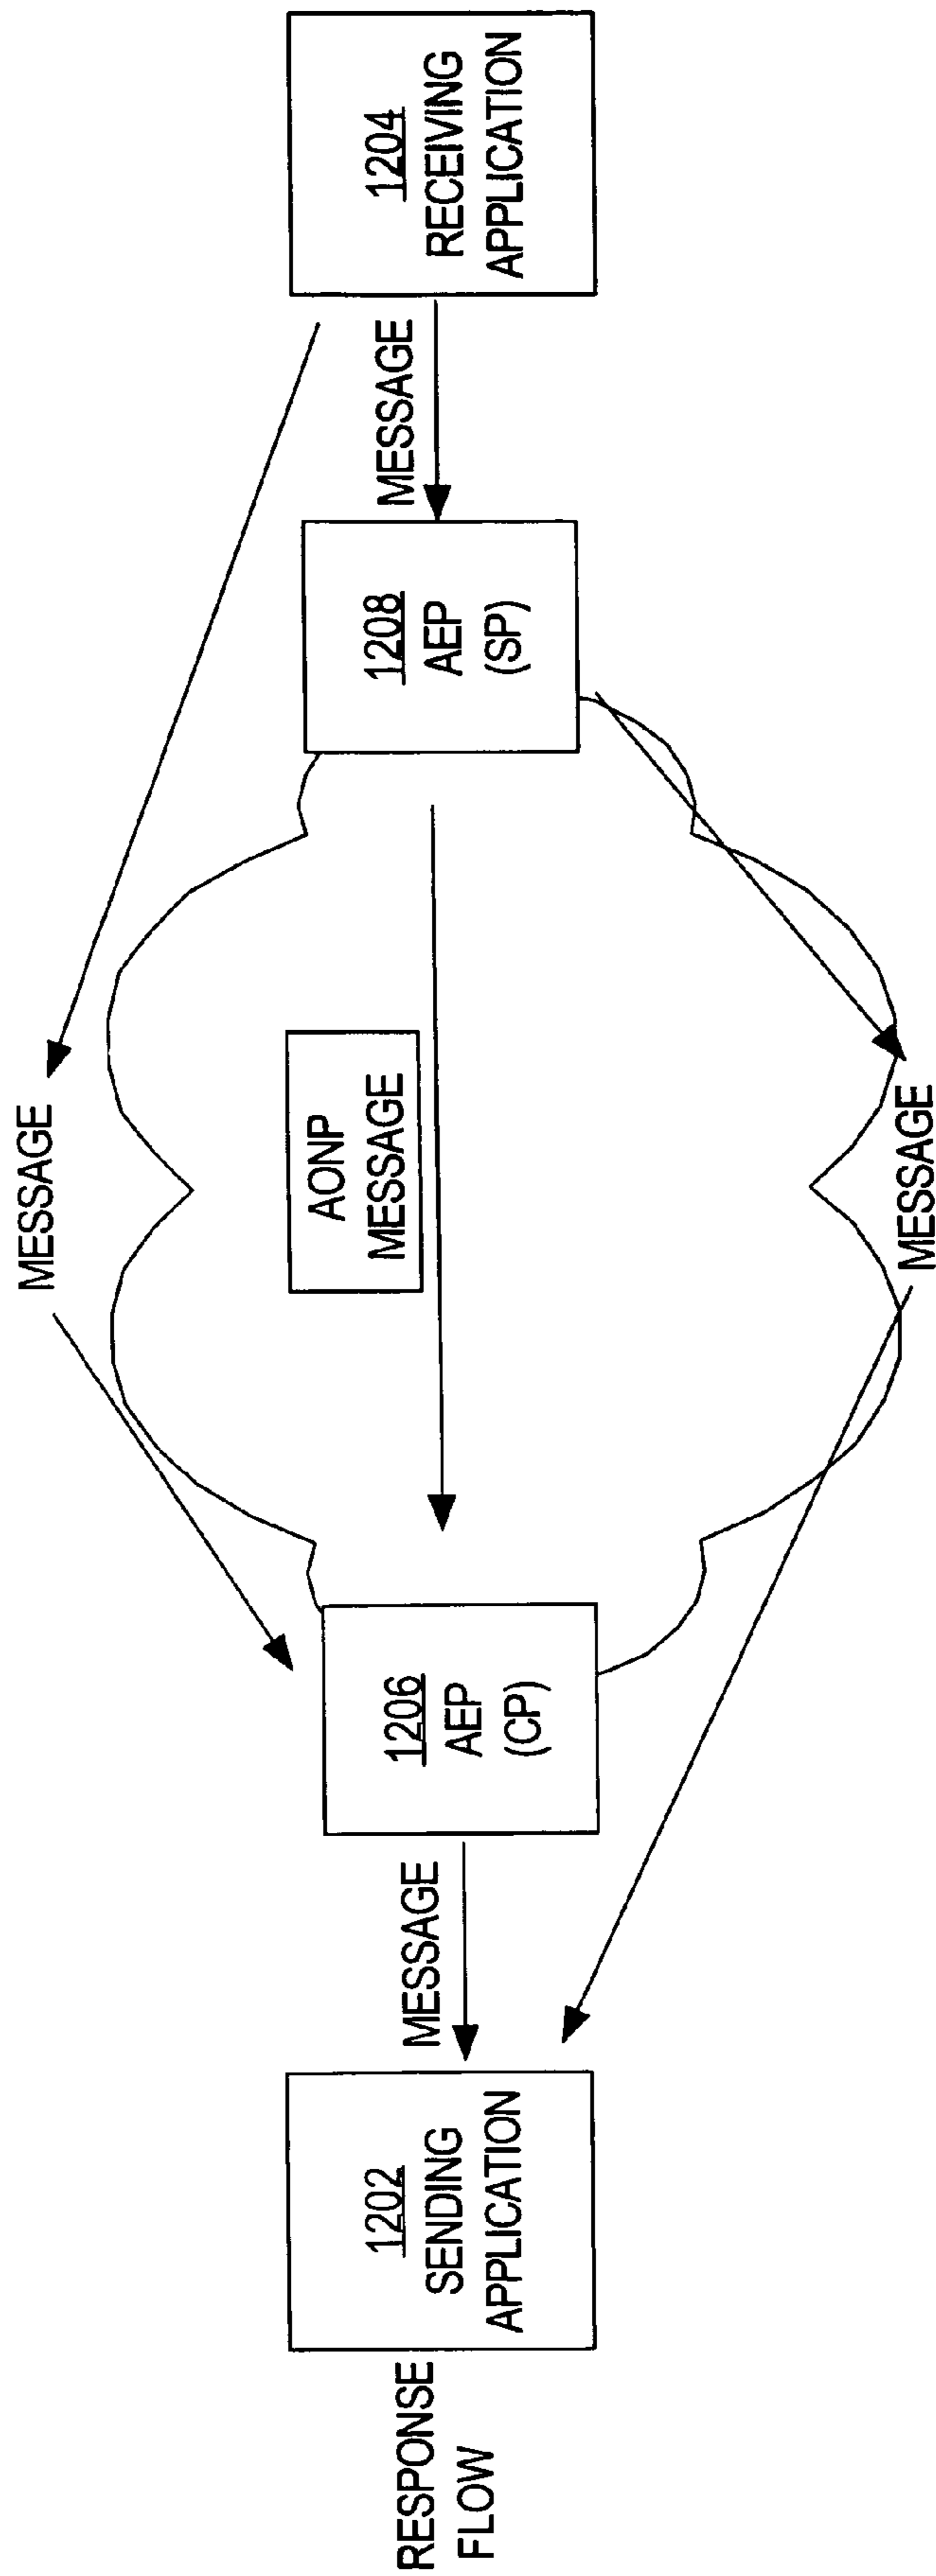 MESSAGE
RESPONSE
FLOW
1202
SENDING
APPLICATION
MESSAGE
1206
AEP
(CP)
AONP
MESSAGE
1208
AEP
(SP)
MESSAGE
1204
RECEIVING
APPLICATION
MESSAGE